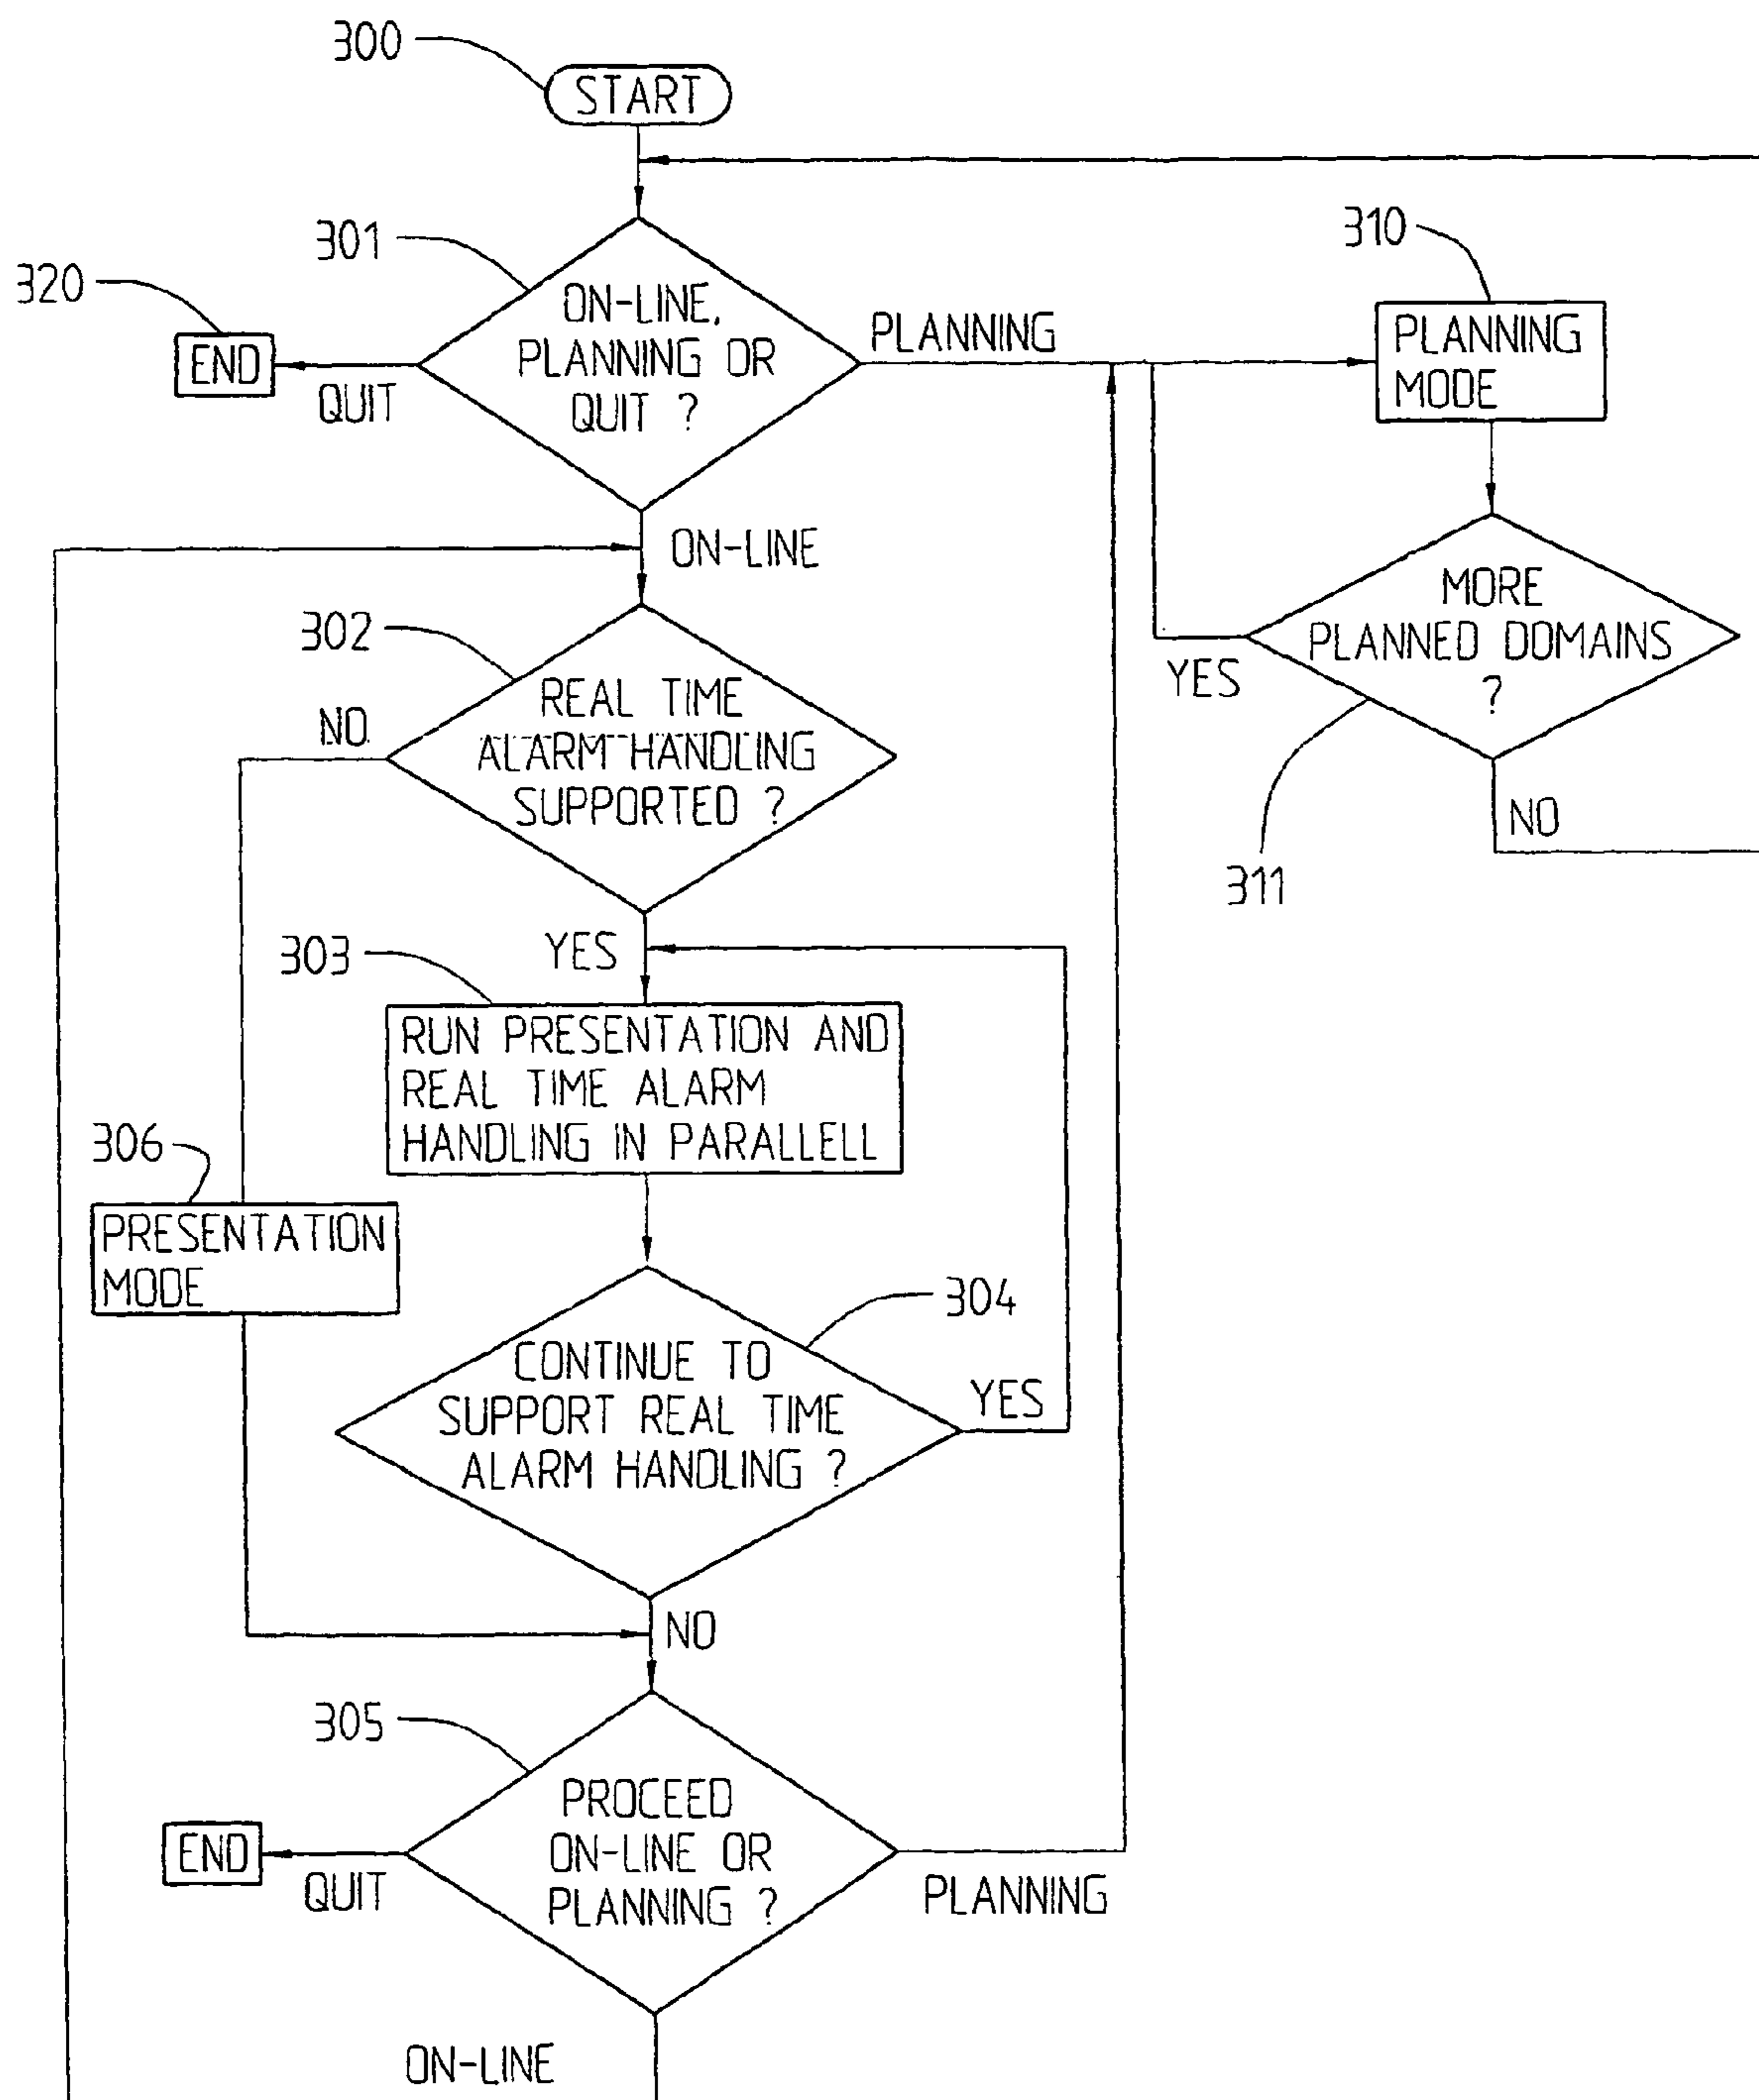 300
START
301
310
320
ON-LINE,
PLANNING OR
QUIT ?
PLANNING
PLANNING
MODE
END
QUIT
ON-LINE
MORE
PLANNED DOMAINS
?
YES
302
REAL TIME
ALARM HANDLING
SUPPORTED ?
NO
NO
311
YES
303
RUN PRESENTATION AND
REAL TIME ALARM
HANDLING IN PARALLELL
306
PRESENTATION
MODE
304
CONTINUE TO
SUPPORT REAL TIME
ALARM HANDLING ?
YES
NO
305
PROCEED
ON-LINE OR
PLANNING ?
END
QUIT
PLANNING
ON-LINE